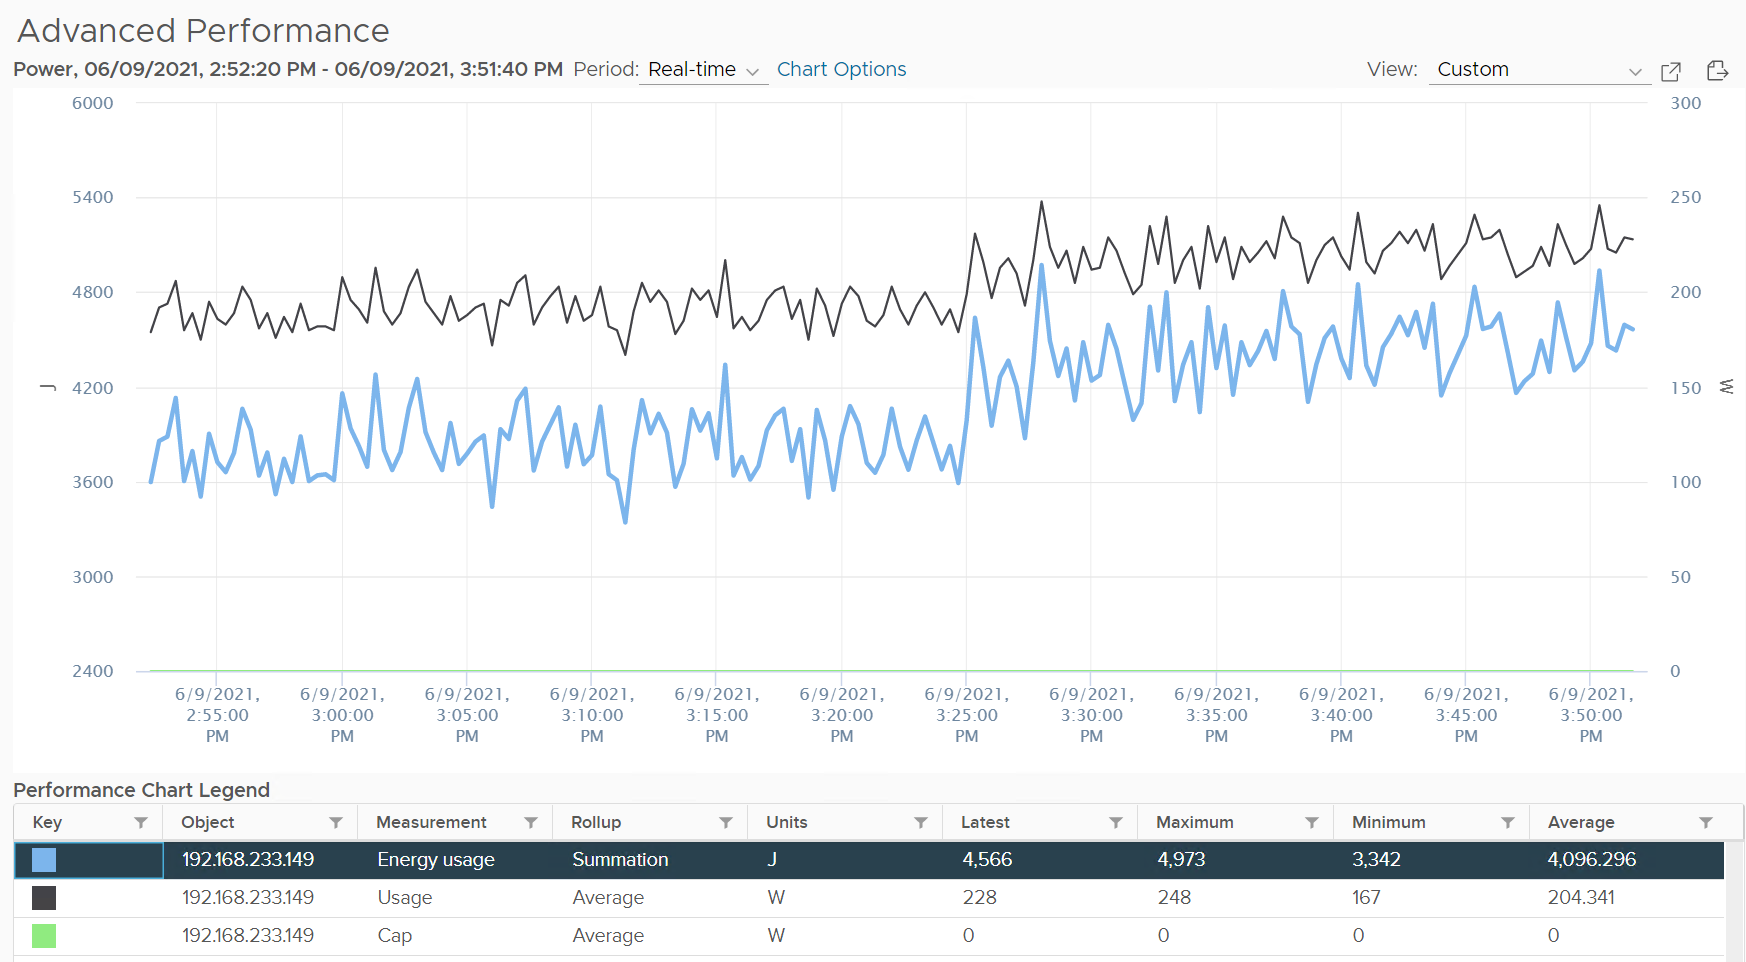 Advanced Performance
Power, 06/09/2021, 2:52:20 PM - 06/09/2021, 3:51:40 PM Period: Real-time Chart Options View: Custom
6000 300
5400 250
4800 200
4200 150
J W
3600 100
3000 50
2400 0
6/9/2021, 6/9/2021, 6/9/2021, 6/9/2021, 6/9/2021, 6/9/2021, 6/9/2021, 6/9/2021, 6/9/2021, 6/9/2021, 6/9/2021, 6/9/2021,
2:55:00 3:00:00 3:05:00 3:10:00 3:15:00 3:20:00 3:25:00 3:30:00 3:35:00 3:40:00 3:45:00 3:50:00
PM PM PM PM PM PM PM PM PM PM PM PM
Performance Chart Legend
Key Object Measurement Rollup Units Latest Maximum Minimum Average
192.168.233.149 Energy usage Summation J 4,566 4,973 3,342 4,096.296
192.168.233.149 Usage Average W 228 248 167 204.341
192.168.233.149 Cap Average W 0 0 0 0